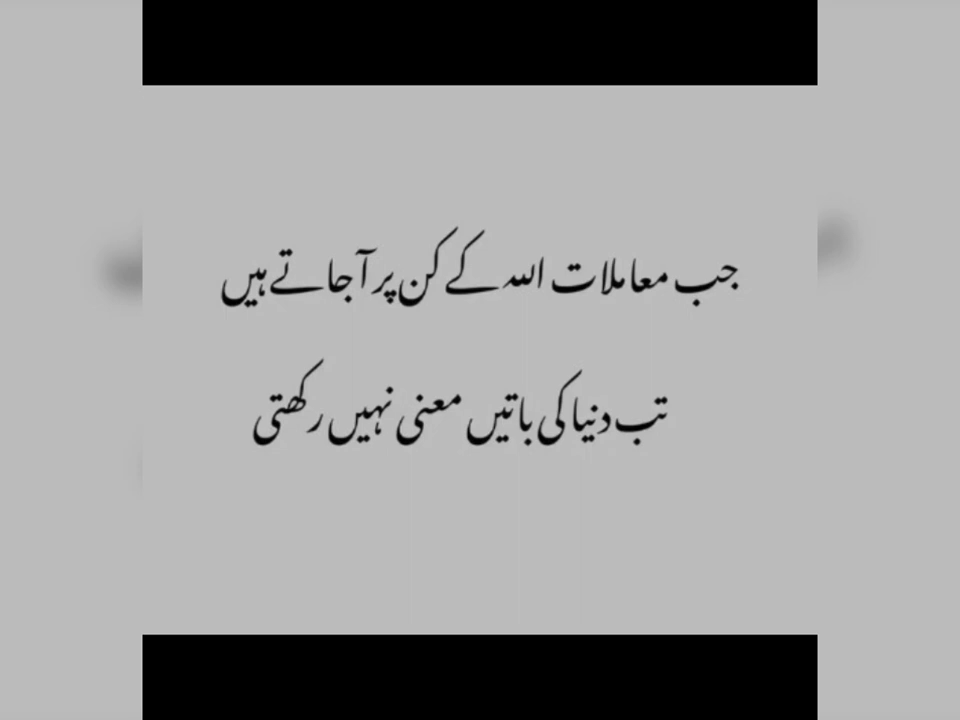 جب معاملات اللہ کے کن پر آجاتے ہیں
تب دنیا کی باتیں معنی نہیں رکھتی